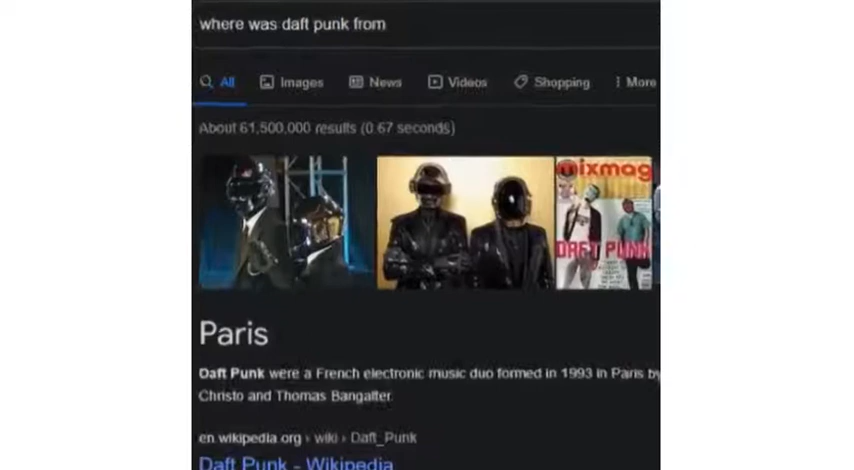 where was daft punk from
All Images News Videos Shopping More
About 61,500,000 results (0.67 seconds)
mixmag
DAFT PUNK
Paris
Daft Punk were a French electronic music duo formed in 1993 in Paris by
Christo and Thomas Bangalter.
en.wikipedia.org › wiki › Daft_Punk
Daft Punk - Wikipedia